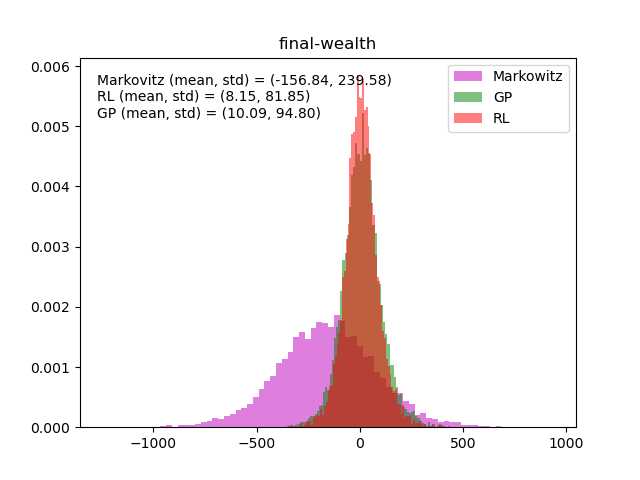 final-wealth
Markovitz (mean, std) = (-156.84, 239.58)
RL (mean, std) = (8.15, 81.85)
GP (mean, std) = (10.09, 94.80)
Markowitz
GP
RL
0.006
0.005
0.004
0.003
0.002
0.001
0.000
−1000
−500
0
500
1000